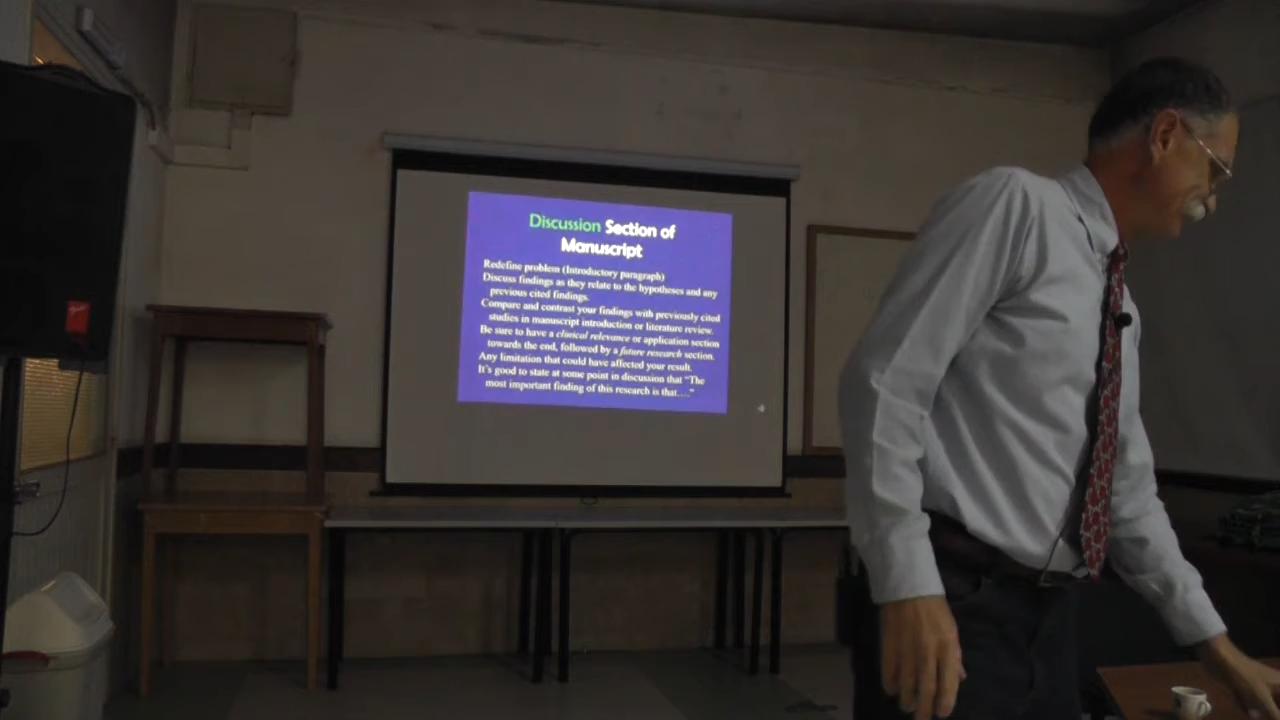 Discussion Section of
Manuscript
Redefine problem (Introductory paragraph)
Discuss findings as they relate to the hypotheses and any
previous cited findings.
Compare and contrast your findings with previously cited
studies in manuscript introduction or literature review.
Be sure to have a clinical relevance or application section
towards the end, followed by a future research section.
Any limitation that could have affected your result.
It's good to state at some point in discussion that "The
most important finding of this research is that…."